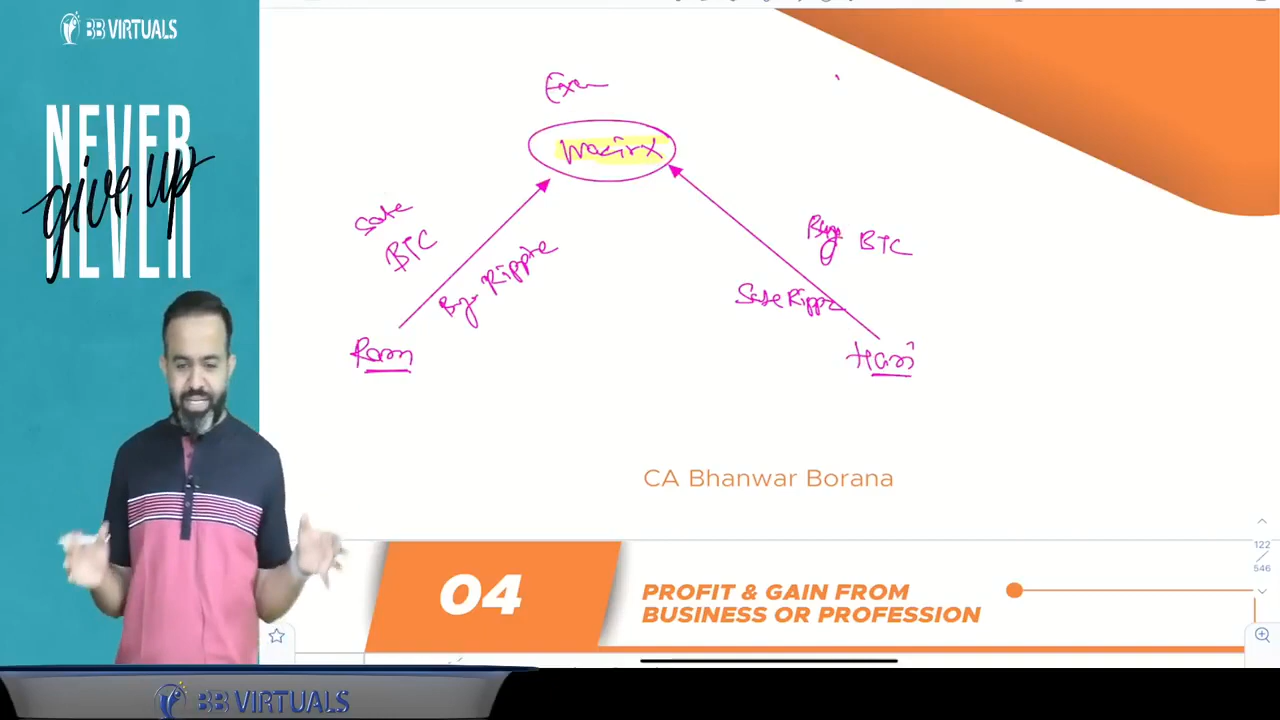 BB VIRTUALS
NEVER
give up
NEVER
Exa
WazirX
Sale
BTC
Buy Ripple
Buy BTC
Sale Ripple
Ram
Hari
CA Bhanwar Borana
122
546
04
PROFIT & GAIN FROM
BUSINESS OR PROFESSION
BB VIRTUALS